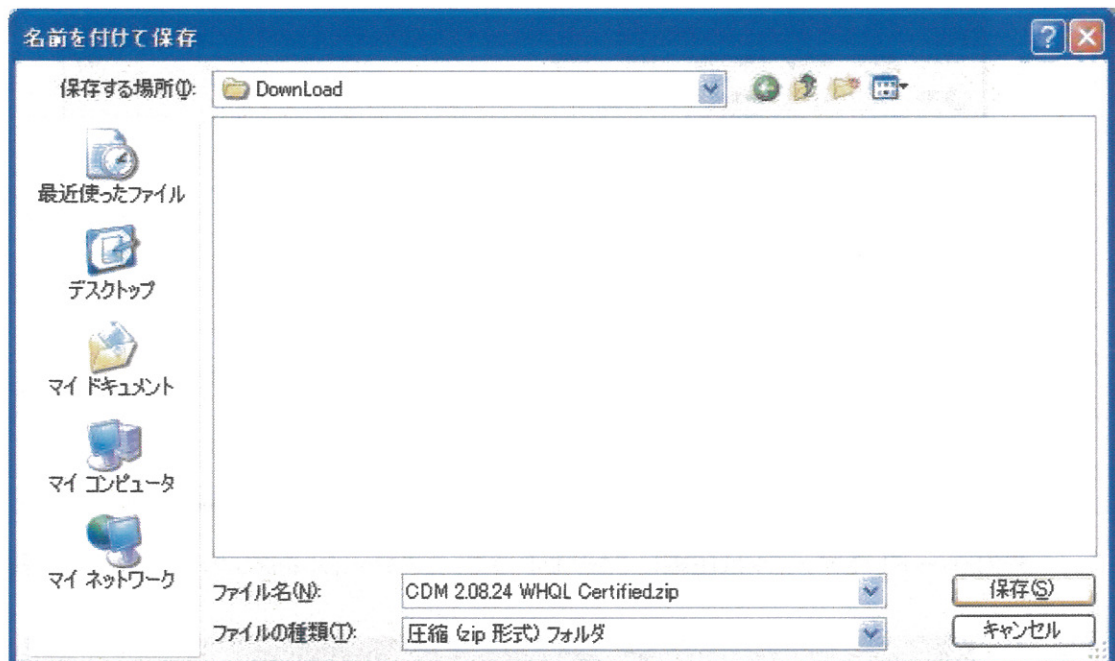 名前を付けて保存
保存する場所(I):
DownLoad
最近使ったファイル
デスクトップ
マイ ドキュメント
マイ コンピュータ
マイ ネットワーク
ファイル名(N):
CDM 2.08.24 WHQL Certified.zip
保存(S)
ファイルの種類(T):
圧縮 (zip 形式) フォルダ
キャンセル